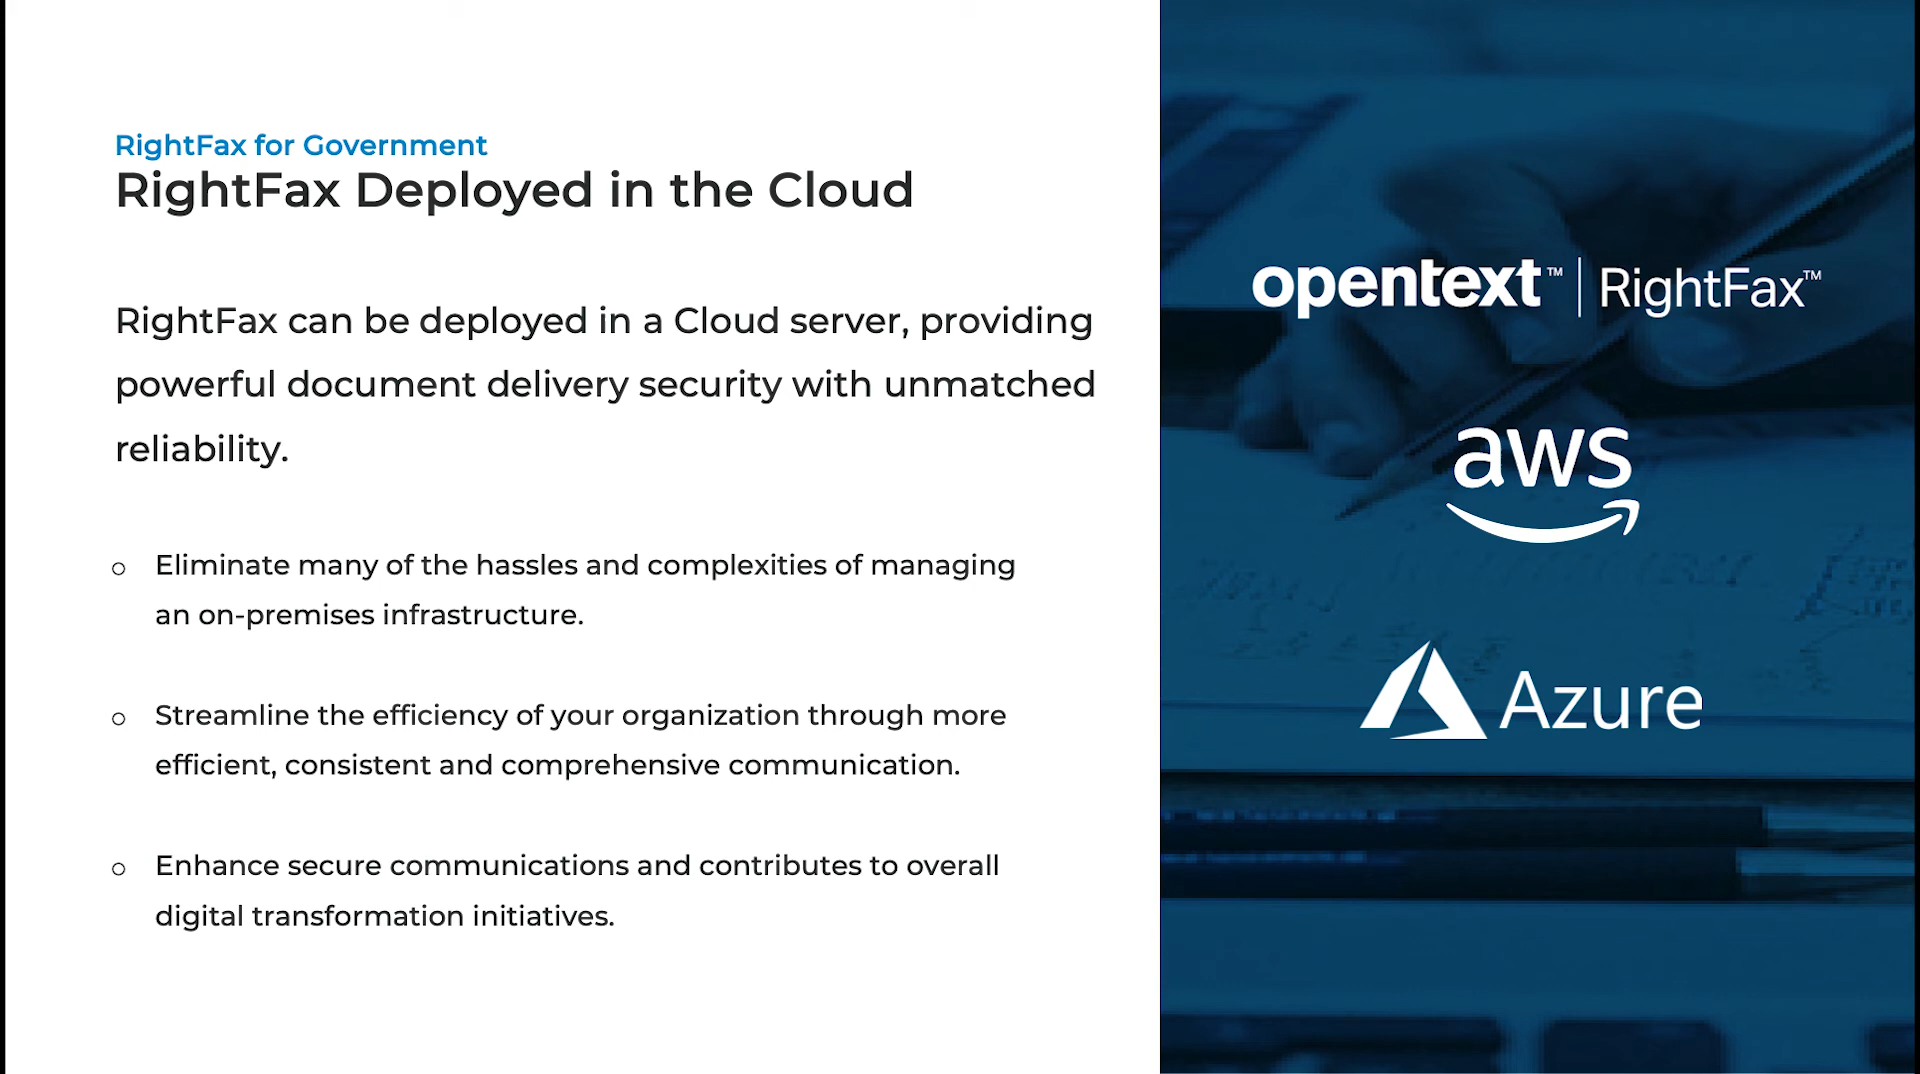 RightFax for Government
RightFax Deployed in the Cloud
RightFax can be deployed in a Cloud server, providing
powerful document delivery security with unmatched
reliability.
Eliminate many of the hassles and complexities of managing
an on-premises infrastructure.
Streamline the efficiency of your organization through more
efficient, consistent and comprehensive communication.
Enhance secure communications and contributes to overall
digital transformation initiatives.
opentext™ | RightFax™
aws
Azure